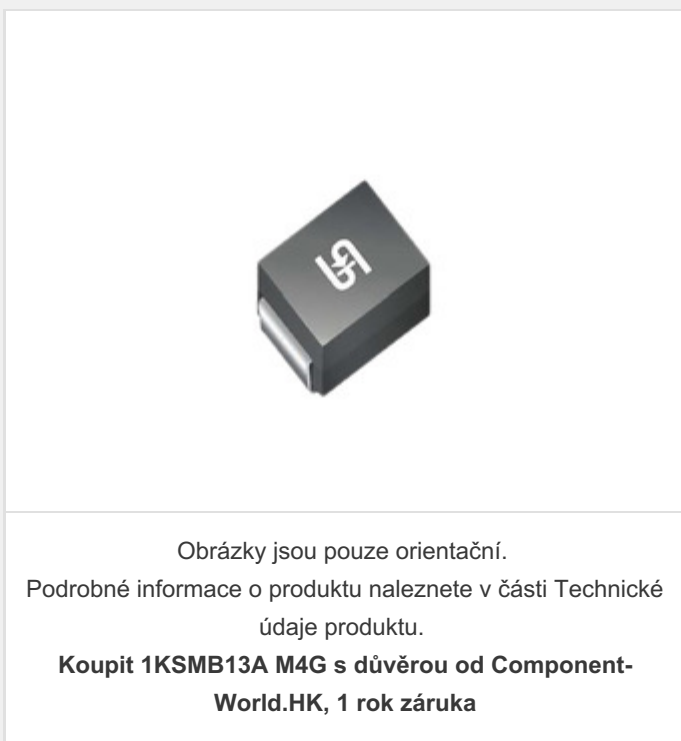 Obrázky jsou pouze orientační.
Podrobné informace o produktu naleznete v části Technické
údaje produktu.
Koupit 1KSMB13A M4G s důvěrou od Component-
World.HK, 1 rok záruka